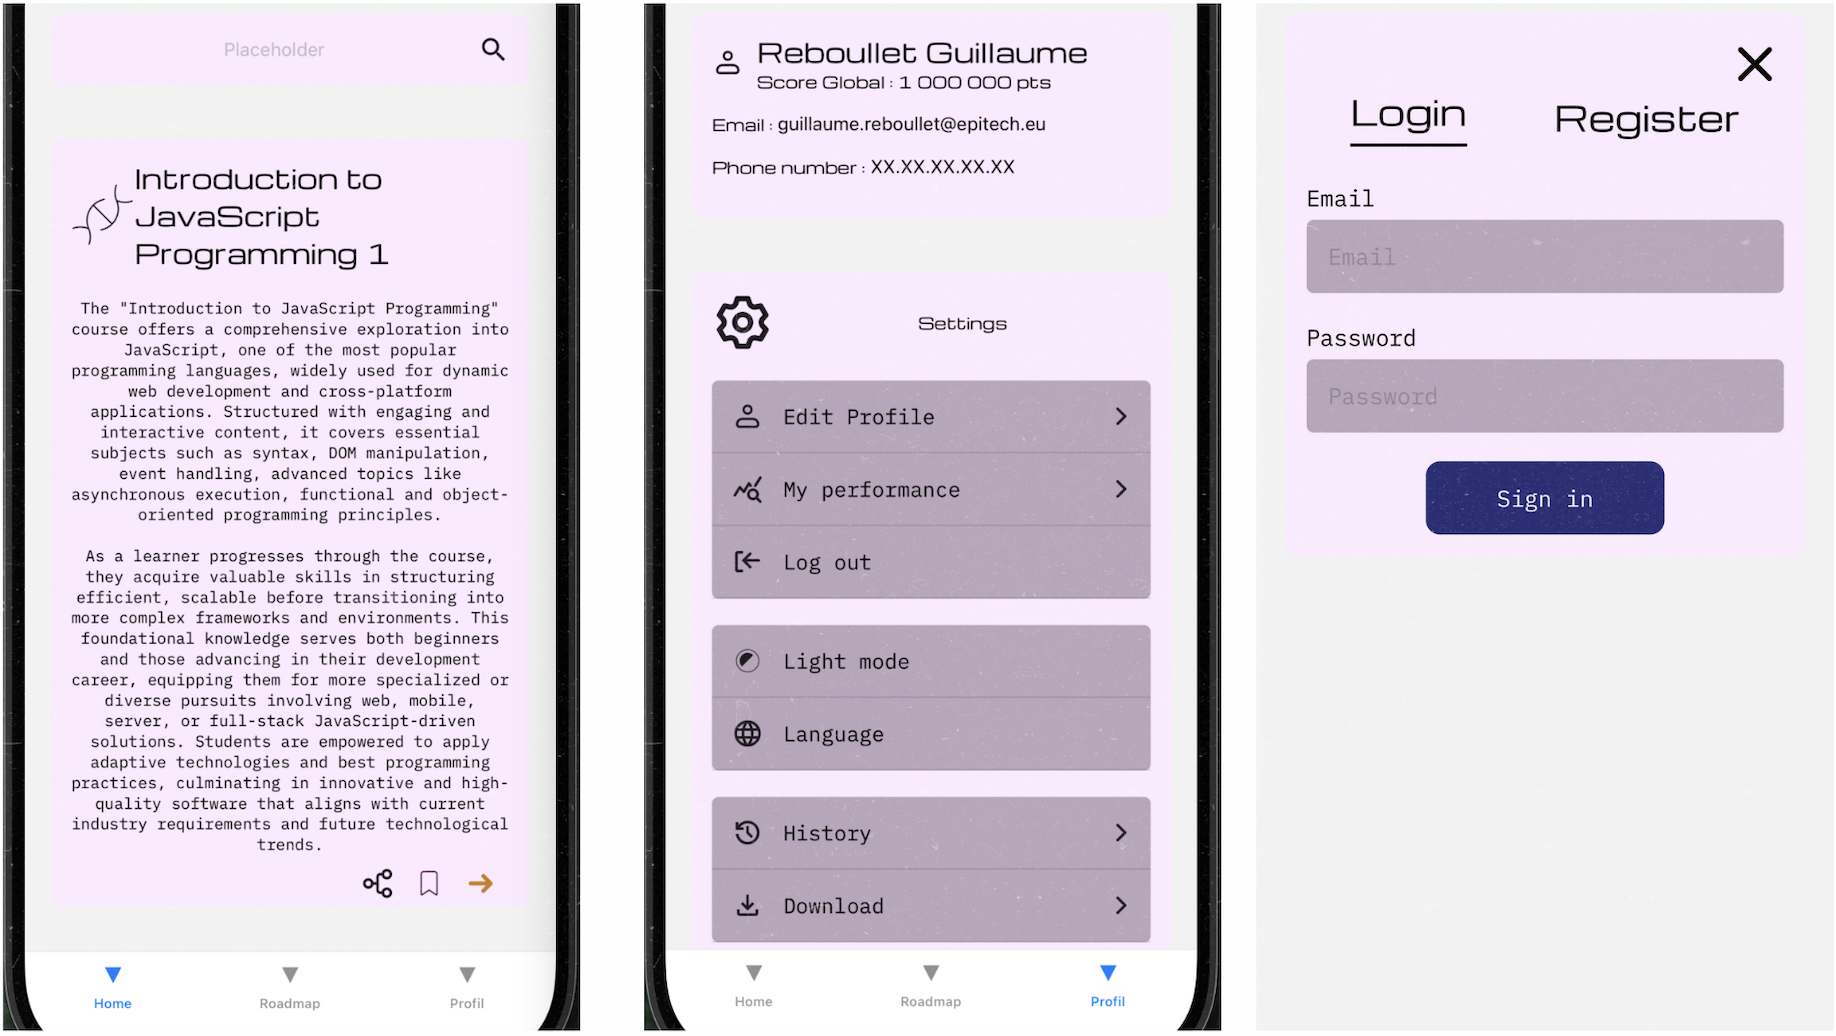 Placeholder
Introduction to
JavaScript
Programming 1
The "Introduction to JavaScript Programming"
course offers a comprehensive exploration into
JavaScript, one of the most popular
programming languages, widely used for dynamic
web development and cross-platform
applications. Structured with engaging and
interactive content, it covers essential
subjects such as syntax, DOM manipulation,
event handling, advanced topics like
asynchronous execution, functional and object-
oriented programming principles.
As a learner progresses through the course,
they acquire valuable skills in structuring
efficient, scalable before transitioning into
more complex frameworks and environments. This
foundational knowledge serves both beginners
and those advancing in their development
career, equipping them for more specialized or
diverse pursuits involving web, mobile,
server, or full-stack JavaScript-driven
solutions. Students are empowered to apply
adaptive technologies and best programming
practices, culminating in innovative and high-
quality software that aligns with current
industry requirements and future technological
trends.
Home
Roadmap
Profil
Reboullet Guillaume
Score Global : 1 000 000 pts
Email : guillaume.reboullet@epitech.eu
Phone number : XX.XX.XX.XX.XX
Settings
Edit Profile
My performance
Log out
Light mode
Language
History
Download
Home
Roadmap
Profil
Login
Register
Email
Email
Password
Password
Sign in